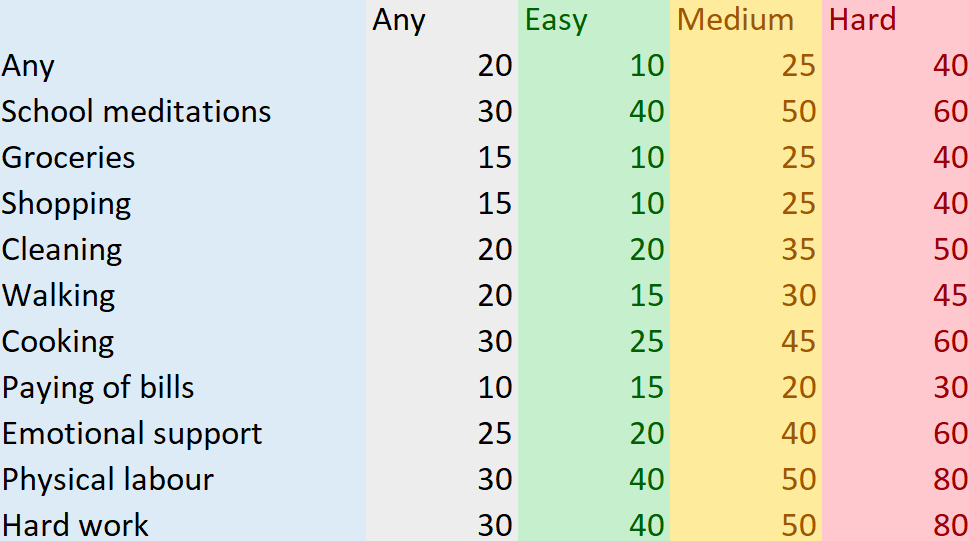 Any Easy Medium Hard
Any 20 10 25 40
School meditations 30 40 50 60
Groceries 15 10 25 40
Shopping 15 10 25 40
Cleaning 20 20 35 50
Walking 20 15 30 45
Cooking 30 25 45 60
Paying of bills 10 15 20 30
Emotional support 25 20 40 60
Physical labour 30 40 50 80
Hard work 30 40 50 80